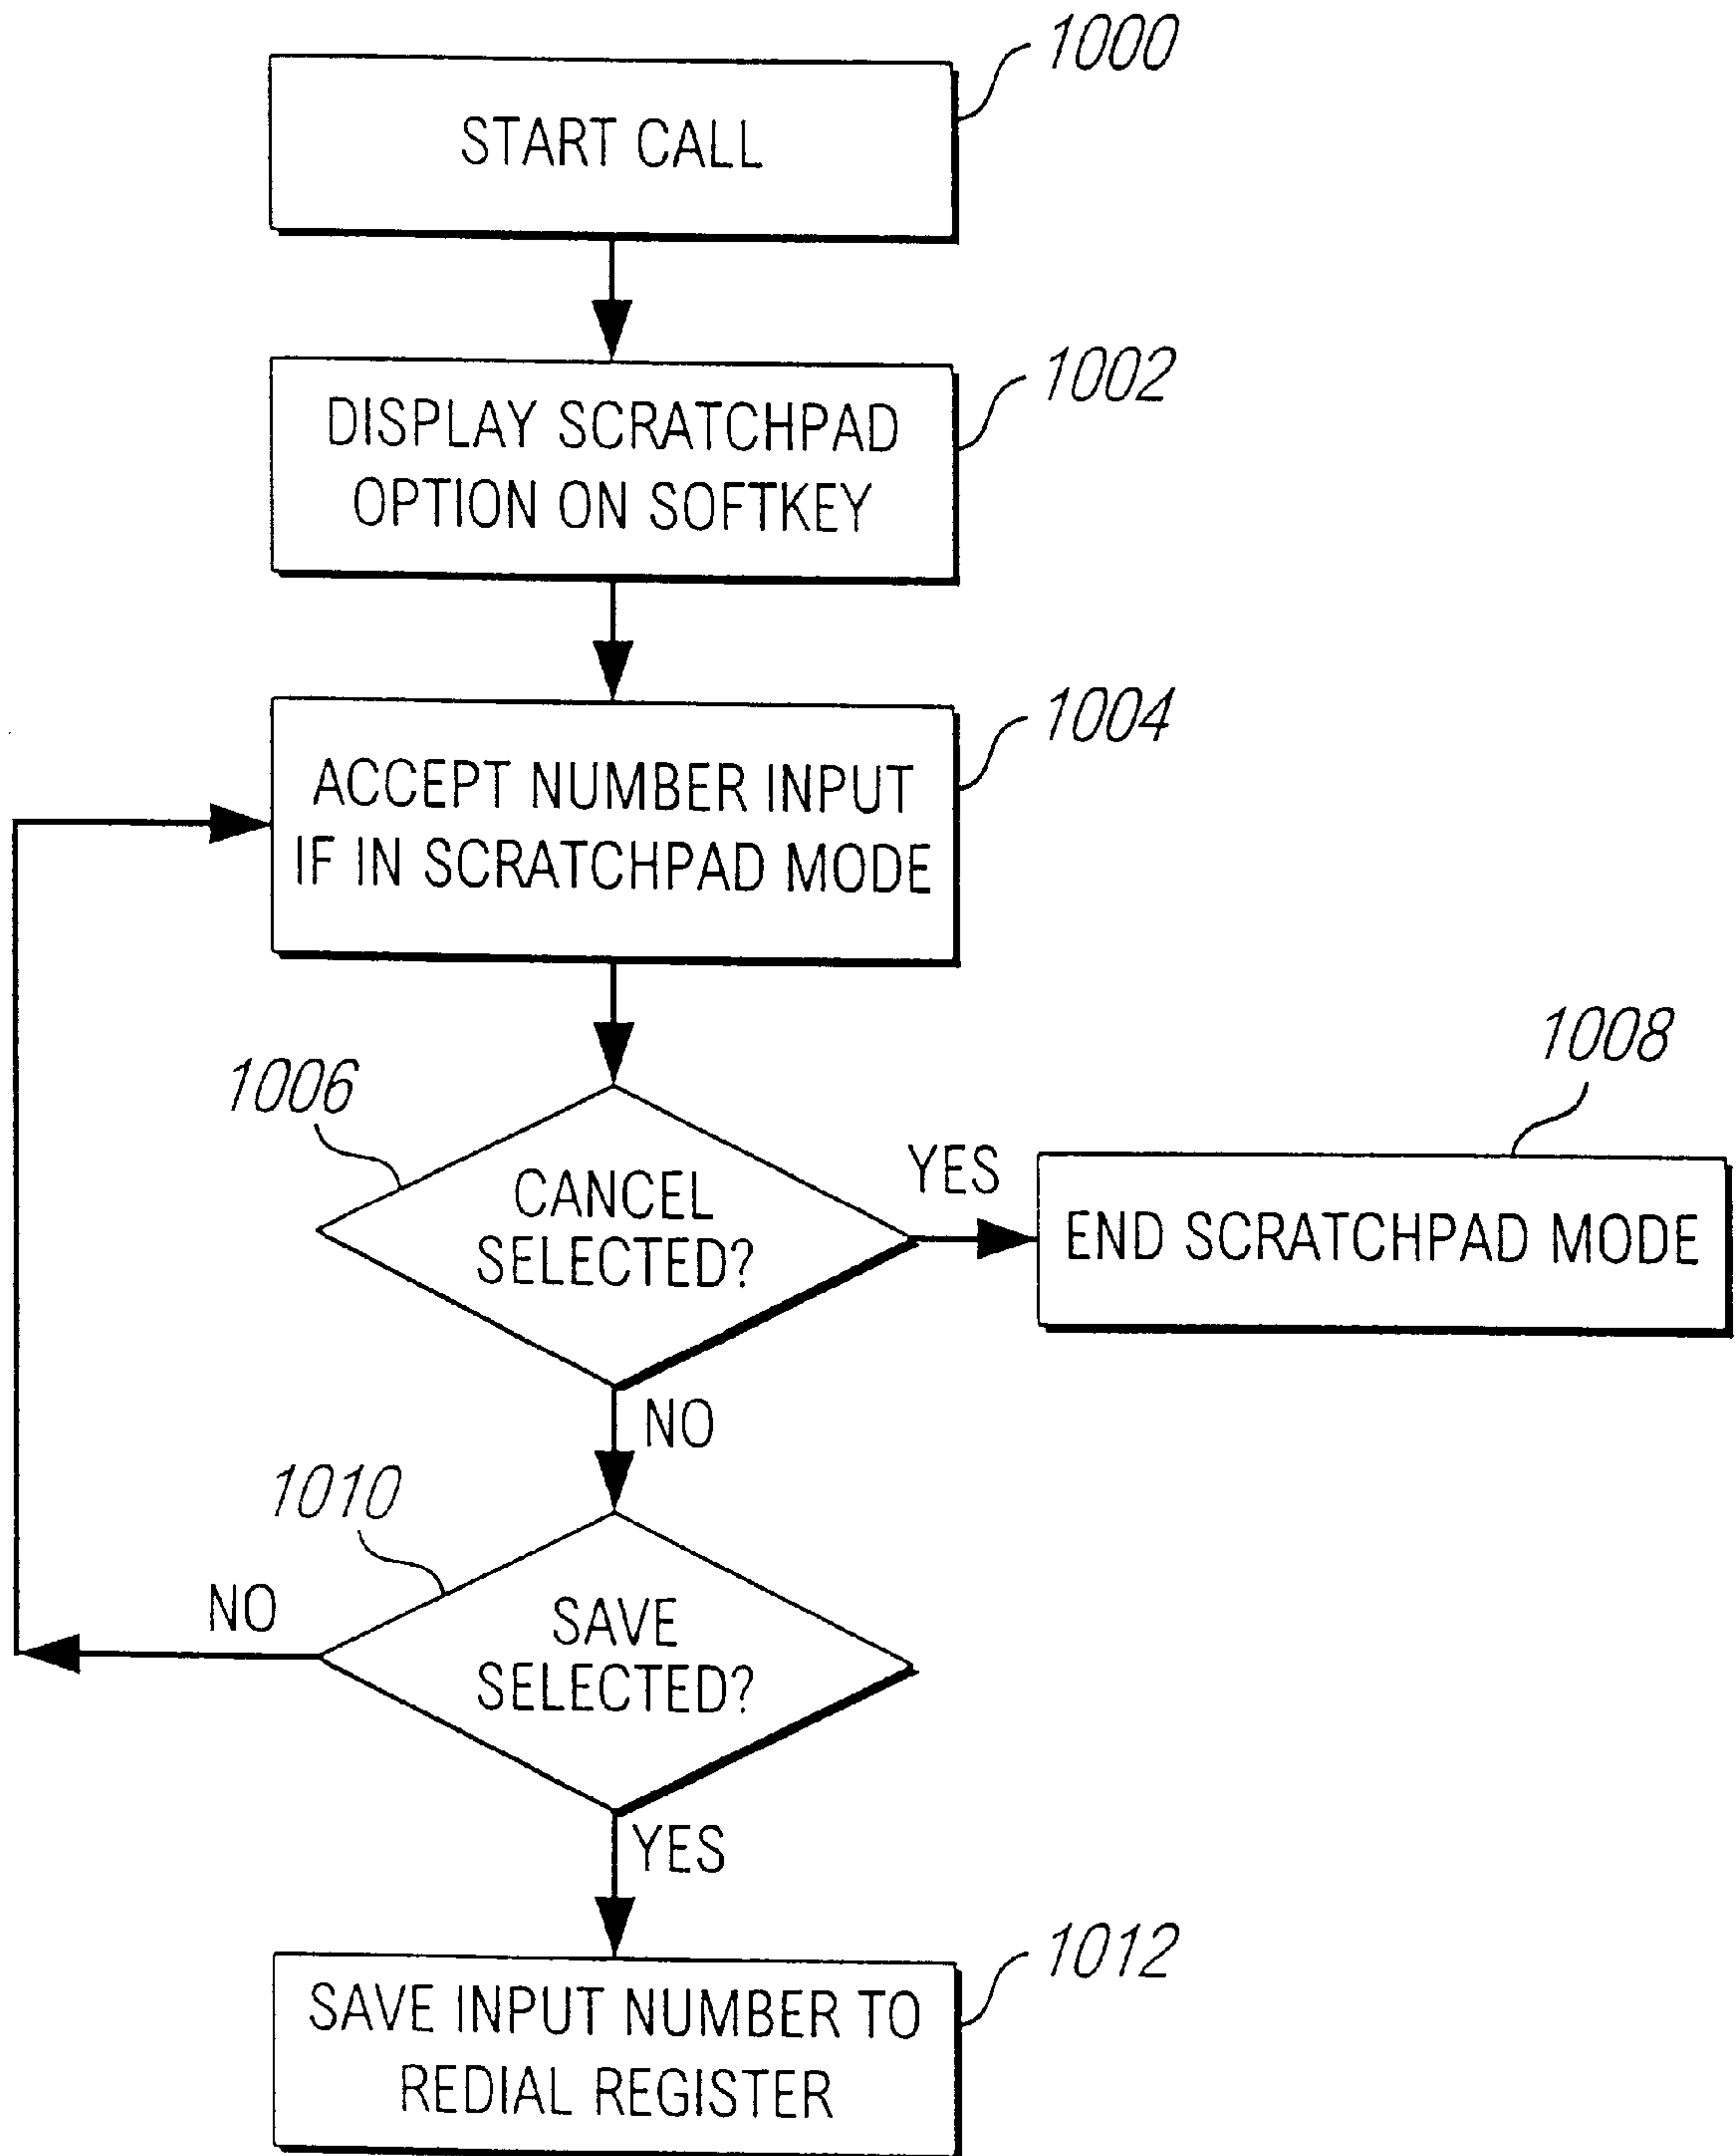 1000
START CALL
1002
DISPLAY SCRATCHPAD
OPTION ON SOFTKEY
1004
ACCEPT NUMBER INPUT
IF IN SCRATCHPAD MODE
1006
CANCEL
SELECTED?
YES
1008
END SCRATCHPAD MODE
NO
1010
NO
SAVE
SELECTED?
YES
1012
SAVE INPUT NUMBER TO
REDIAL REGISTER